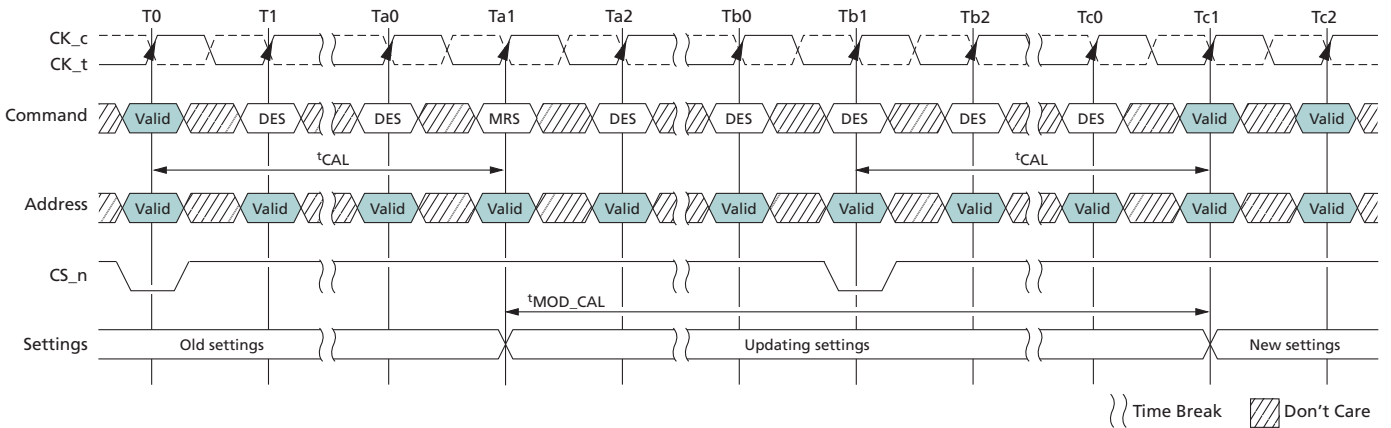 T0 T1 Ta0 Ta1 Ta2 Tb0 Tb1 Tb2 Tc0 Tc1 Tc2
CK_c
CK_t
Command Valid DES DES MRS DES DES DES DES DES Valid Valid
tCAL tCAL
Address Valid Valid Valid Valid Valid Valid Valid Valid Valid Valid Valid
CS_n
tMOD_CAL
Settings Old settings Updating settings New settings
Time Break Don't Care